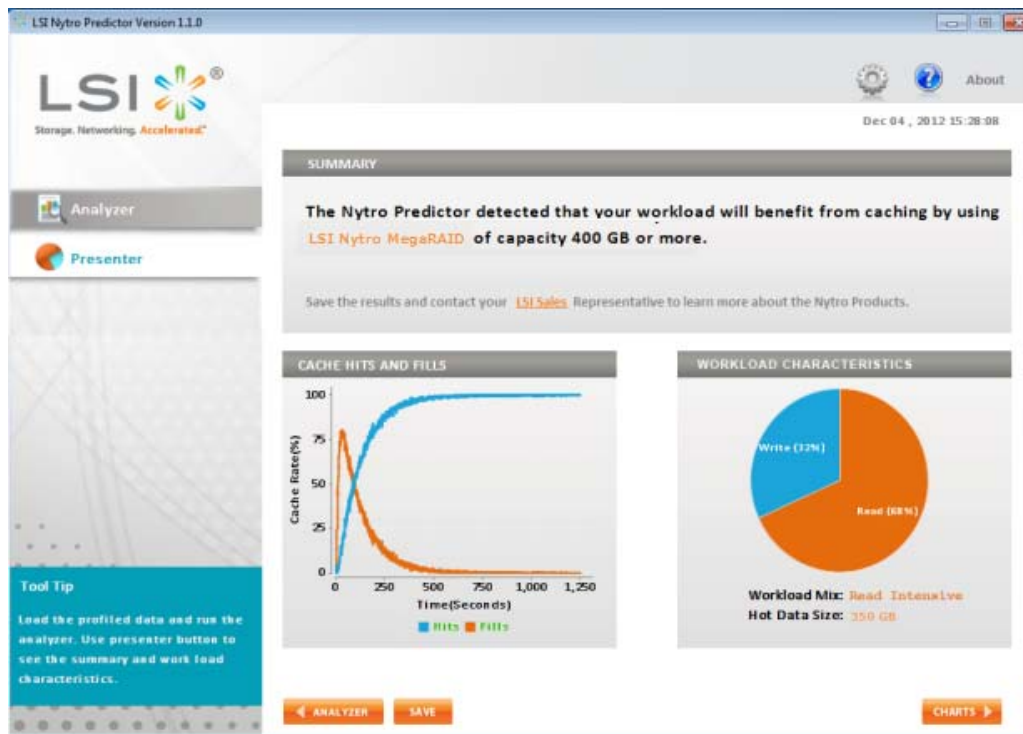 LSI Nytro Predictor Version 1.1.0
LSI ®
Storage. Networking. Accelerated.™
About
Dec 04 , 2012 15:28:08
Analyzer
Presenter
SUMMARY
The Nytro Predictor detected that your workload will benefit from caching by using
LSI Nytro MegaRAID of capacity 400 GB or more.
Save the results and contact your LSI Sales Representative to learn more about the Nytro Products.
CACHE HITS AND FILLS
Cache Rate(%)
100
75
50
25
0
0 250 500 750 1,000 1,250
Time(Seconds)
Hits Fills
WORKLOAD CHARACTERISTICS
Write (32%)
Read (68%)
Workload Mix: Read Intensive
Hot Data Size: 350 GB
Tool Tip
Load the profiled data and run the
analyzer. Use presenter button to
see the summary and work load
characteristics.
ANALYZER
SAVE
CHARTS